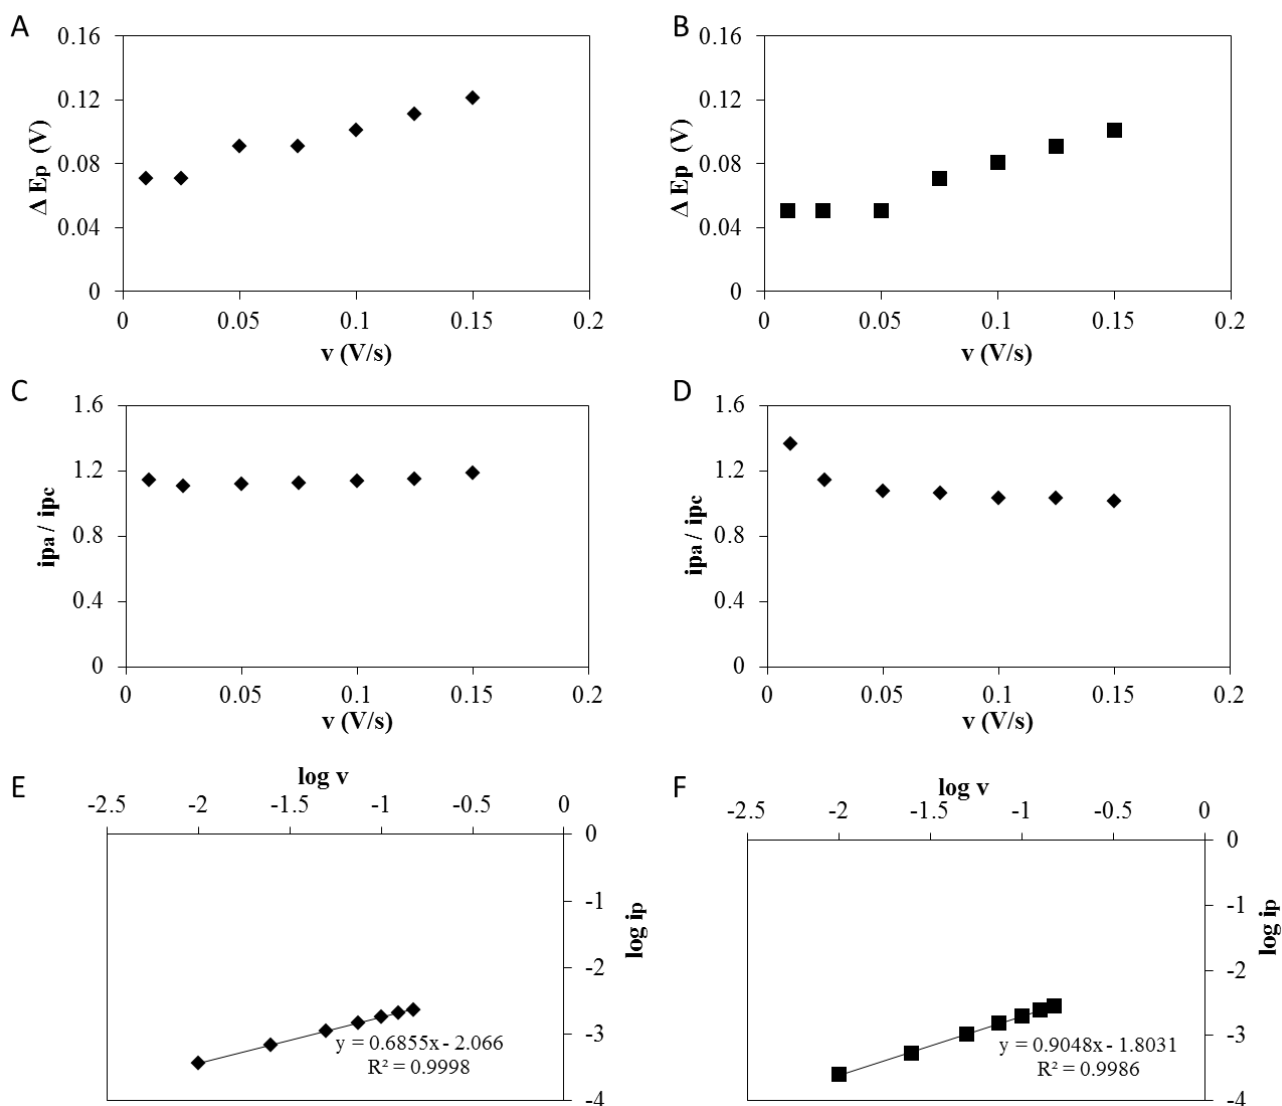 A
0.16
0.12
0.08
0.04
0
Δ Ep (V)
0 0.05 0.1 0.15 0.2
v (V/s)
B
0.16
0.12
0.08
0.04
0
Δ Ep (V)
0 0.05 0.1 0.15 0.2
v (V/s)
C
1.6
1.2
0.8
0.4
0
ipa / ipc
0 0.05 0.1 0.15 0.2
v (V/s)
D
1.6
1.2
0.8
0.4
0
ipa / ipc
0 0.05 0.1 0.15 0.2
v (V/s)
E
log v
-2.5 -2 -1.5 -1 -0.5 0
0
-1
-2
-3
-4
log ip
y = 0.6855x - 2.066
R² = 0.9998
F
log v
-2.5 -2 -1.5 -1 -0.5 0
0
-1
-2
-3
-4
log ip
y = 0.9048x - 1.8031
R² = 0.9986